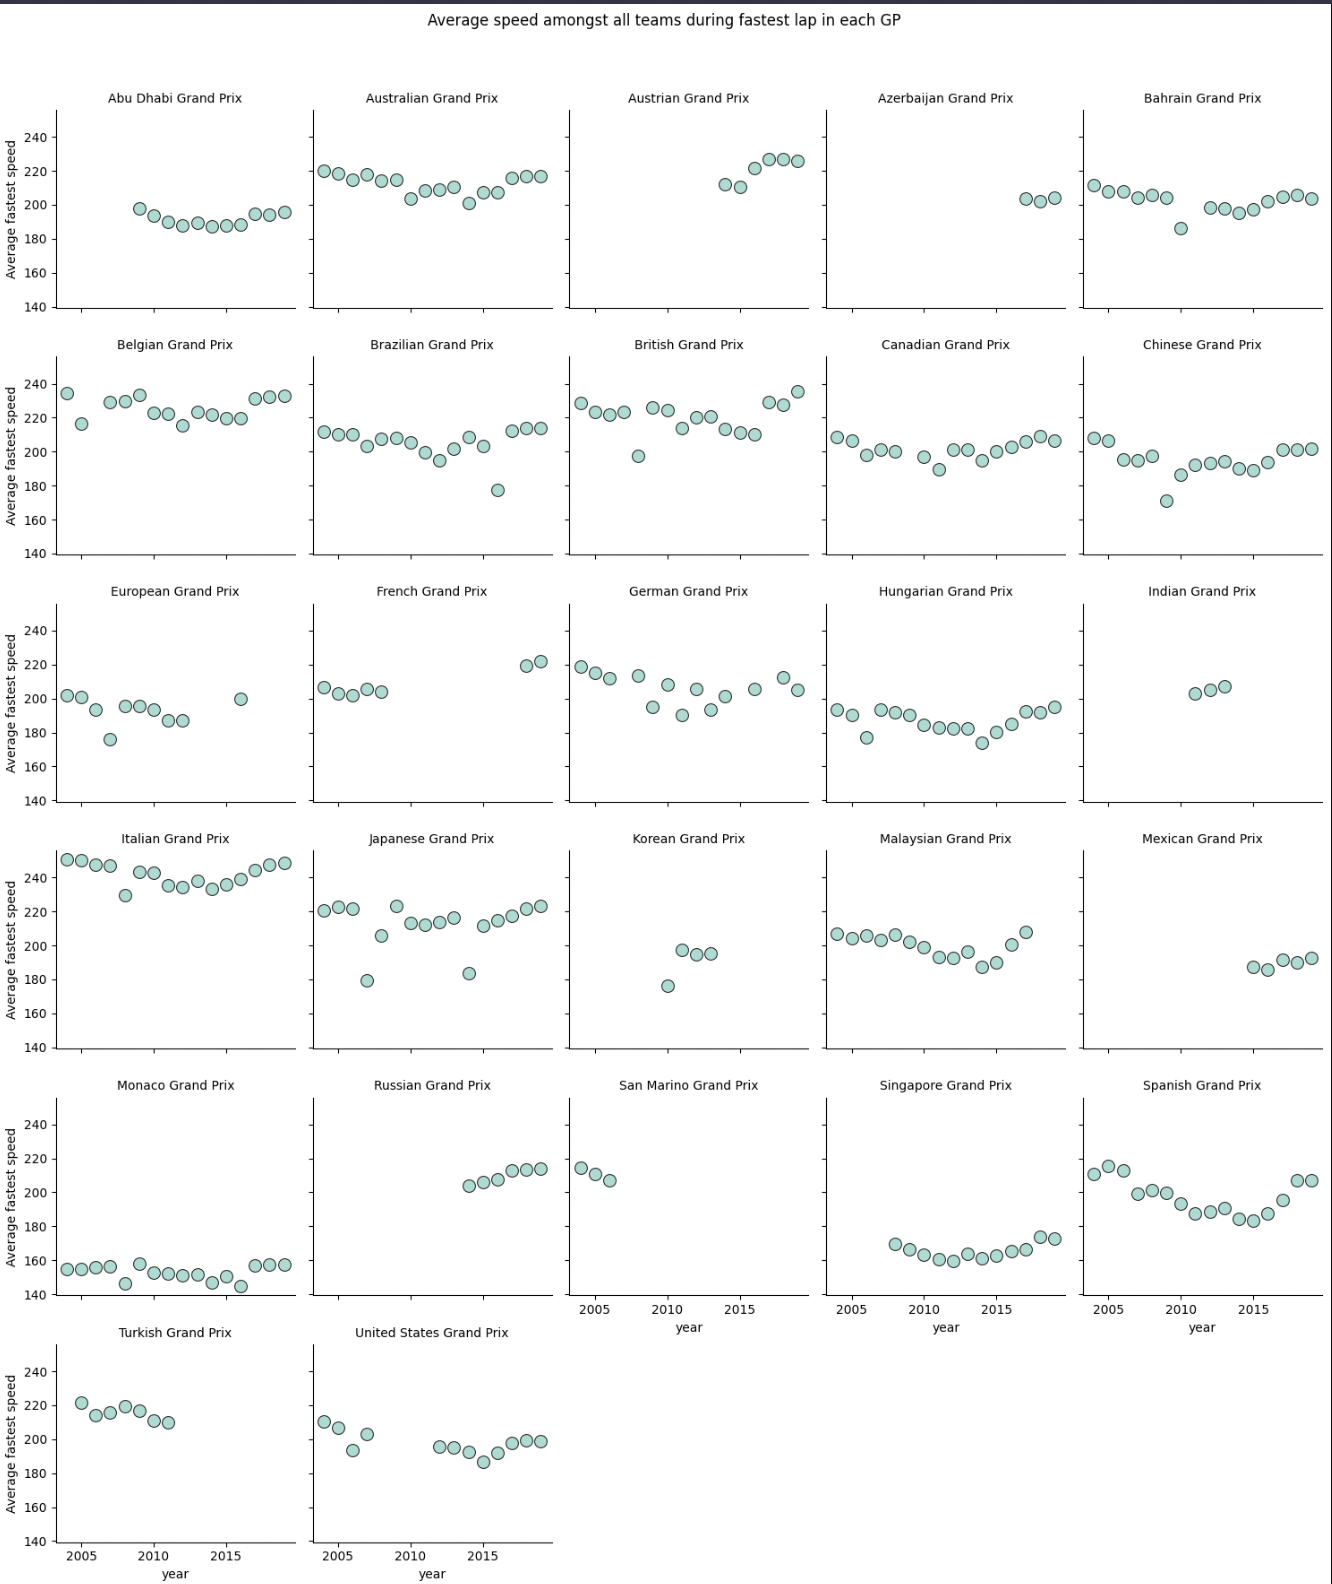 Average speed amongst all teams during fastest lap in each GP
Abu Dhabi Grand Prix Australian Grand Prix Austrian Grand Prix Azerbaijan Grand Prix Bahrain Grand Prix
Average fastest speed
240
220
200
180
160
140
Belgian Grand Prix Brazilian Grand Prix British Grand Prix Canadian Grand Prix Chinese Grand Prix
Average fastest speed
240
220
200
180
160
140
European Grand Prix French Grand Prix German Grand Prix Hungarian Grand Prix Indian Grand Prix
Average fastest speed
240
220
200
180
160
140
Italian Grand Prix Japanese Grand Prix Korean Grand Prix Malaysian Grand Prix Mexican Grand Prix
Average fastest speed
240
220
200
180
160
140
Monaco Grand Prix Russian Grand Prix San Marino Grand Prix Singapore Grand Prix Spanish Grand Prix
Average fastest speed
240
220
200
180
160
140
2005 2010 2015 2005 2010 2015 2005 2010 2015
year year year
Turkish Grand Prix United States Grand Prix
Average fastest speed
240
220
200
180
160
140
2005 2010 2015 2005 2010 2015
year year